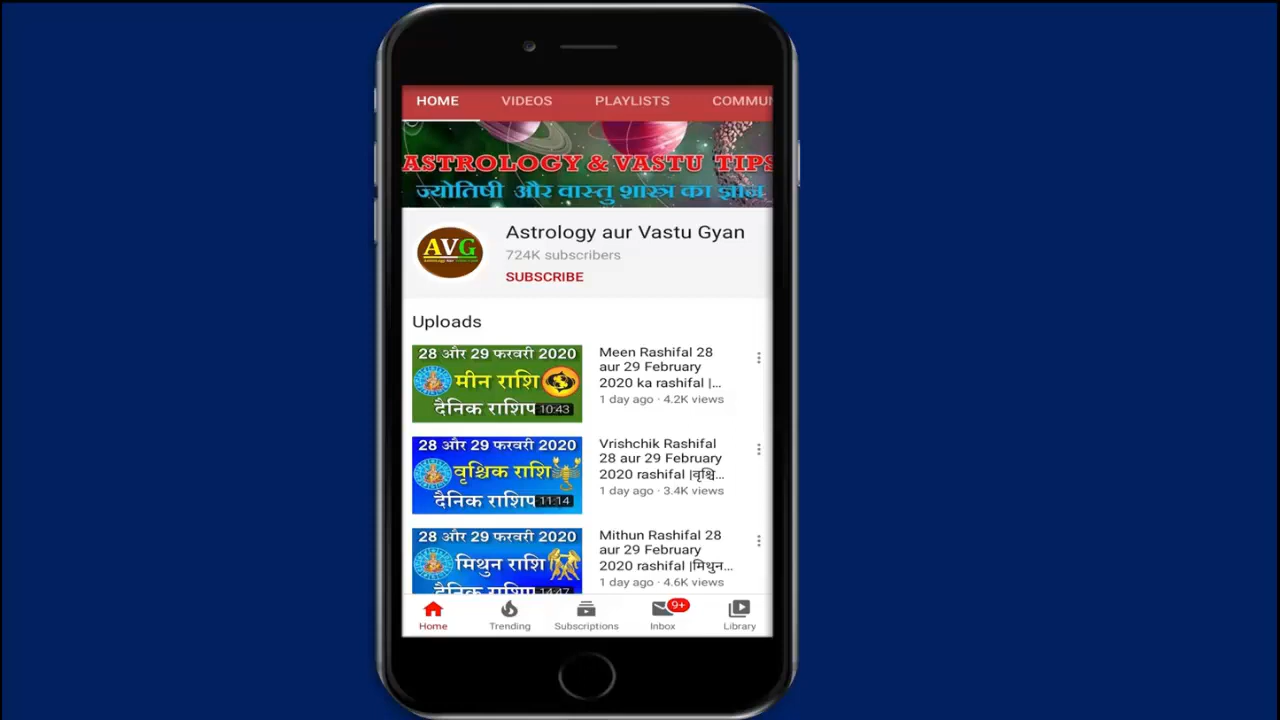 HOME VIDEOS PLAYLISTS COMMUN
ASTROLOGY & VASTU TIPS
ज्योतिषी और वास्तु शास्त्र का ज्ञान
AVG
Astrology aur Vastu Gyan
724K subscribers
SUBSCRIBE
Uploads
28 और 29 फरवरी 2020
मीन राशि
दैनिक राशिप
10:43
Meen Rashifal 28
aur 29 February
2020 ka rashifal |...
1 day ago · 4.2K views
28 और 29 फरवरी 2020
वृश्चिक राशि
दैनिक राशिप
11:14
Vrishchik Rashifal
28 aur 29 February
2020 rashifal |वृश्चि...
1 day ago · 3.4K views
28 और 29 फरवरी 2020
मिथुन राशि
दैनिक राशिप
14:47
Mithun Rashifal 28
aur 29 February
2020 rashifal |मिथुन...
1 day ago · 4.6K views
9+
Home Trending Subscriptions Inbox Library